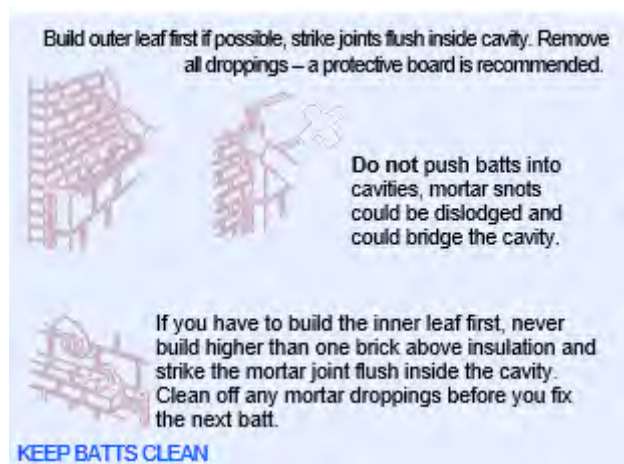 Build outer leaf first if possible, strike joints flush inside cavity. Remove
all droppings – a protective board is recommended.
Do not push batts into
cavities, mortar snots
could be dislodged and
could bridge the cavity.
If you have to build the inner leaf first, never
build higher than one brick above insulation and
strike the mortar joint flush inside the cavity.
Clean off any mortar droppings before you fix
the next batt.
KEEP BATTS CLEAN